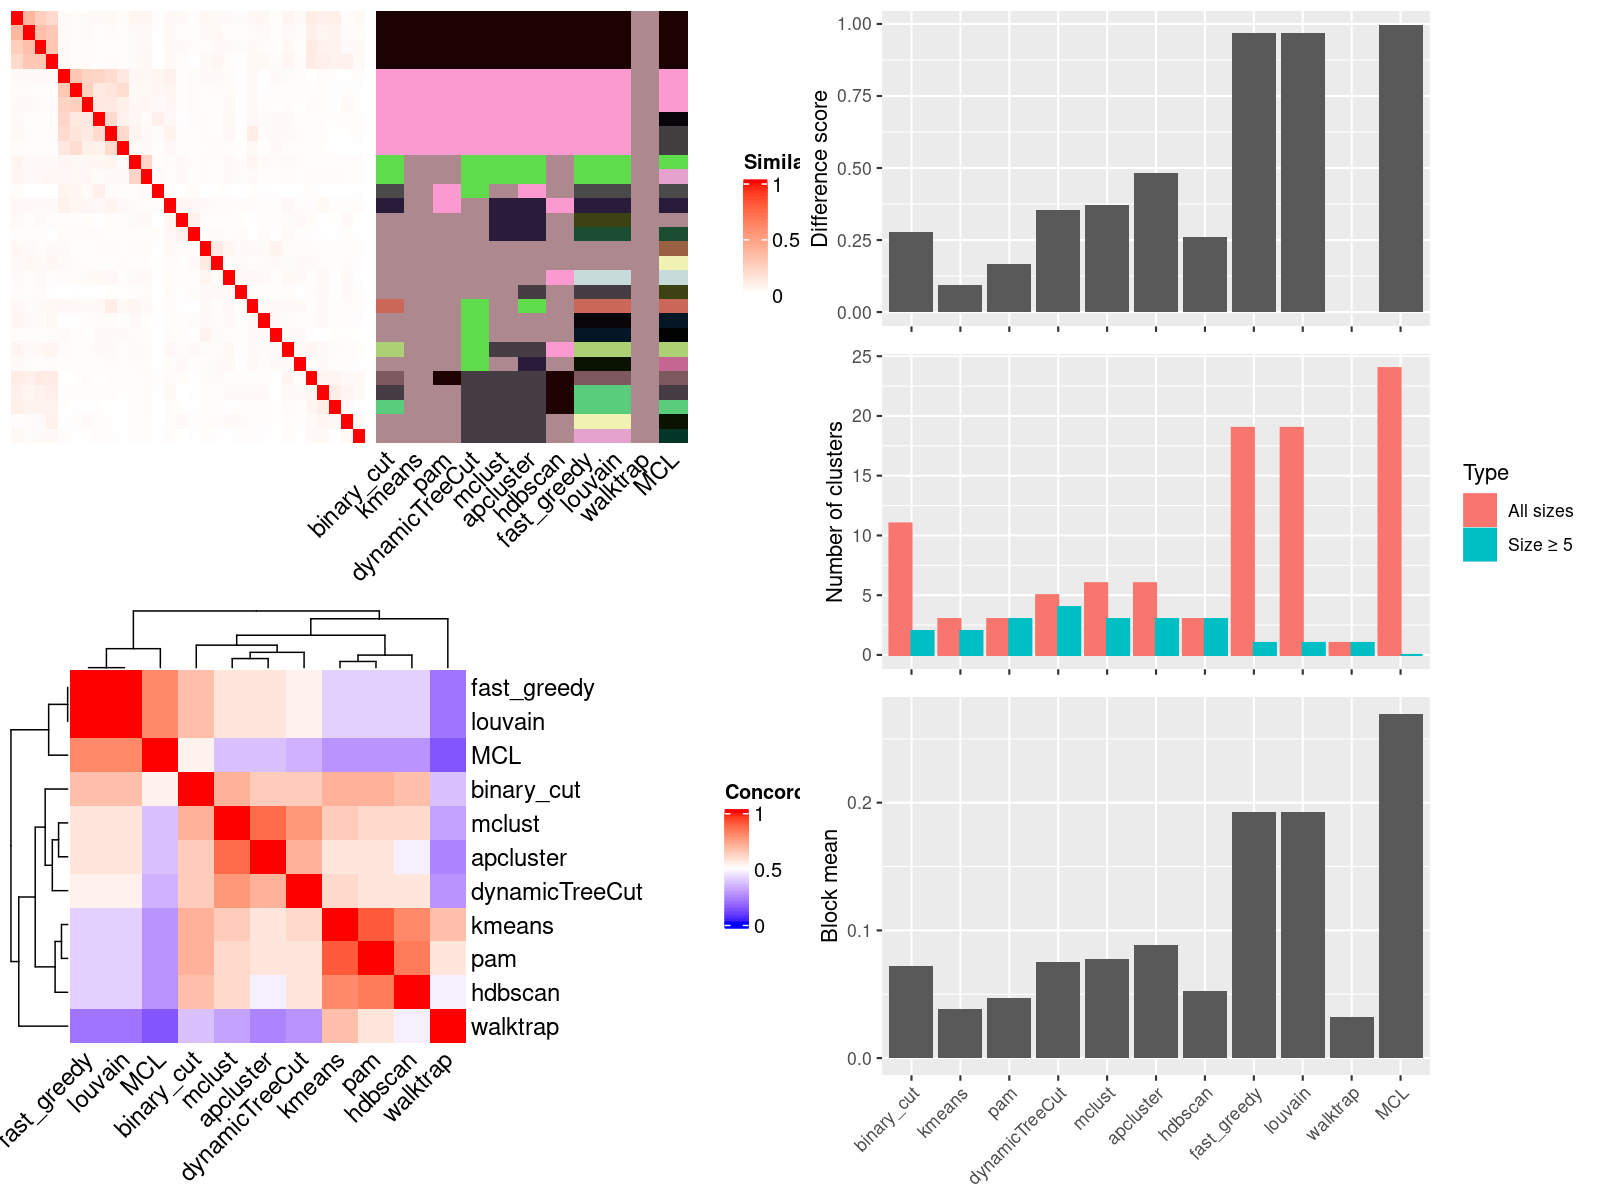 Simila
1
0.5
0
binary_cut
kmeans
pam
dynamicTreeCut
mclust
apcluster
hdbscan
fast_greedy
louvain
walktrap
MCL
fast_greedy
louvain
MCL
binary_cut
mclust
apcluster
dynamicTreeCut
kmeans
pam
hdbscan
walktrap
fast_greedy
louvain
MCL
binary_cut
mclust
apcluster
dynamicTreeCut
kmeans
pam
hdbscan
walktrap
Concord
1
0.5
0
Difference score
1.00
0.75
0.50
0.25
0.00
Number of clusters
25
20
15
10
5
0
Type
All sizes
Size ≥ 5
Block mean
0.2
0.1
0.0
binary_cut
kmeans
pam
dynamicTreeCut
mclust
apcluster
hdbscan
fast_greedy
louvain
walktrap
MCL